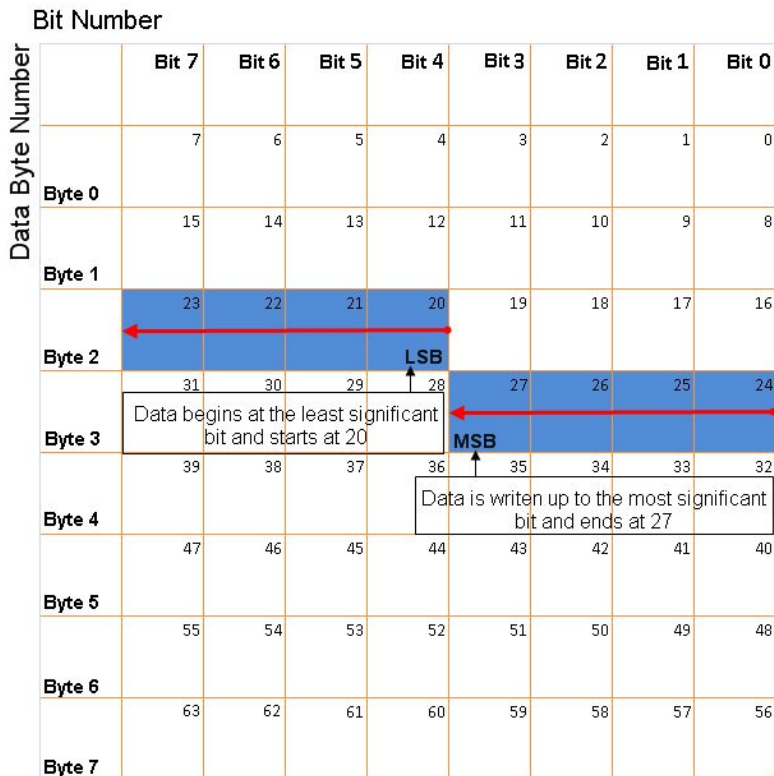 Bit Number
Data Byte Number
Bit 7 Bit 6 Bit 5 Bit 4 Bit 3 Bit 2 Bit 1 Bit 0
7 6 5 4 3 2 1 0
Byte 0
15 14 13 12 11 10 9 8
Byte 1
23 22 21 20 19 18 17 16
Byte 2 LSB
31 30 29 28 27 26 25 24
Data begins at the least significant
bit and starts at 20
Byte 3 MSB
39 38 37 36 35 34 33 32
Data is writen up to the most significant
bit and ends at 27
Byte 4
47 46 45 44 43 42 41 40
Byte 5
55 54 53 52 51 50 49 48
Byte 6
63 62 61 60 59 58 57 56
Byte 7